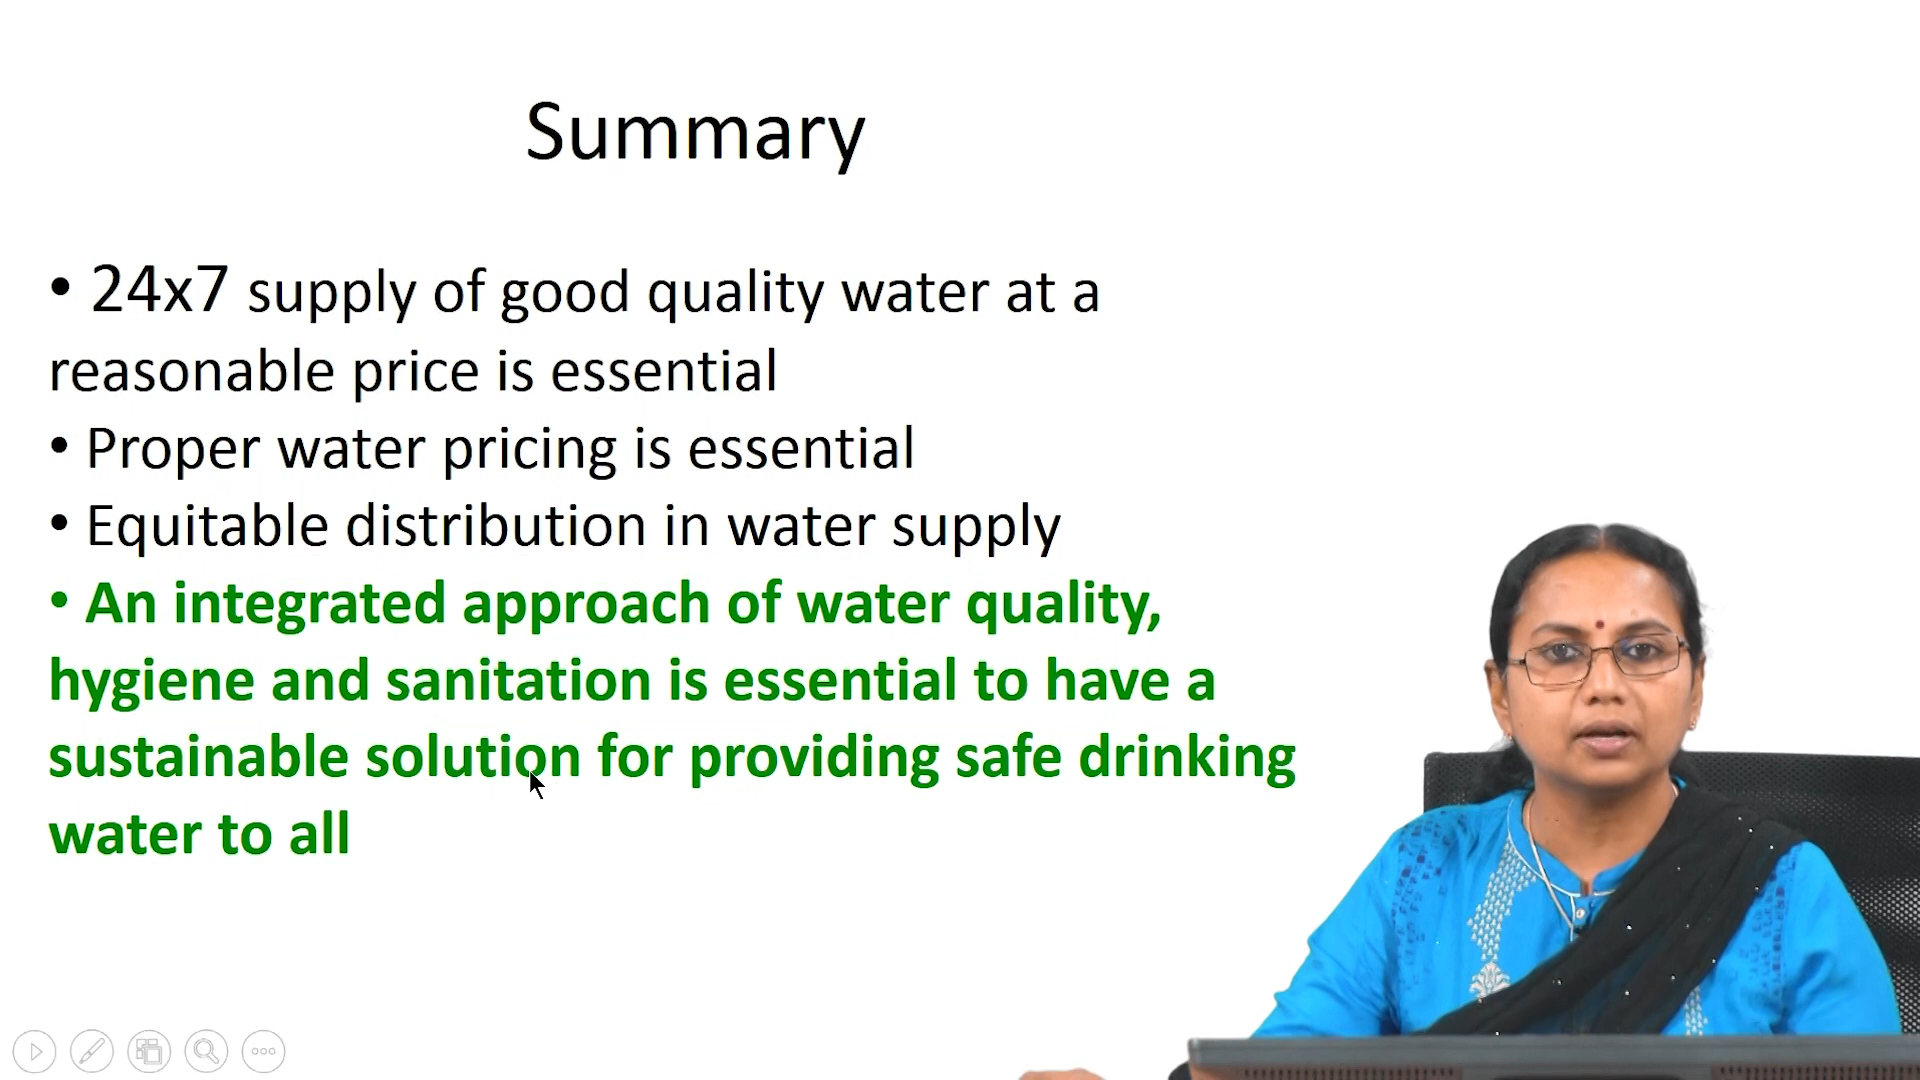 Summary
• 24x7 supply of good quality water at a
reasonable price is essential
• Proper water pricing is essential
• Equitable distribution in water supply
• An integrated approach of water quality,
hygiene and sanitation is essential to have a
sustainable solution for providing safe drinking
water to all